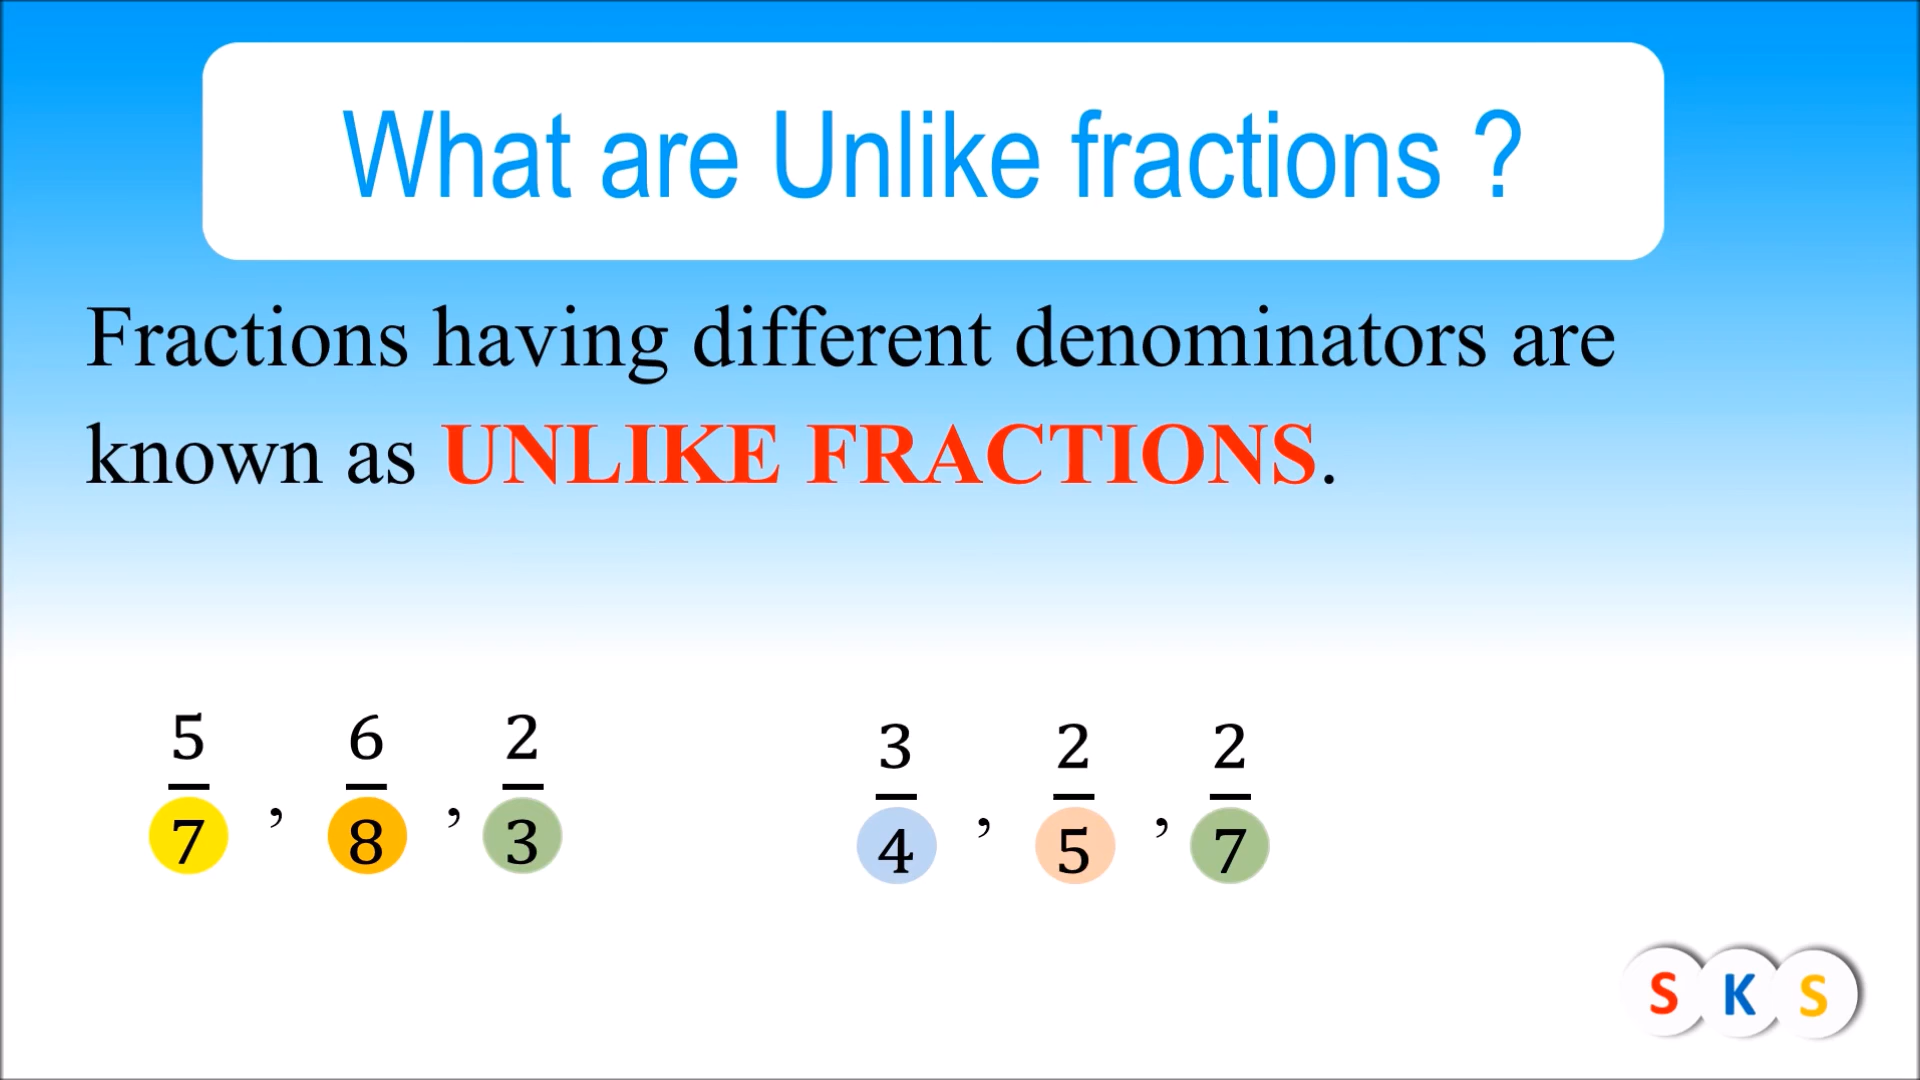 What are Unlike fractions ?
Fractions having different denominators are
known as UNLIKE FRACTIONS.
5/7 , 6/8 , 2/3
3/4 , 2/5 , 2/7
S K S